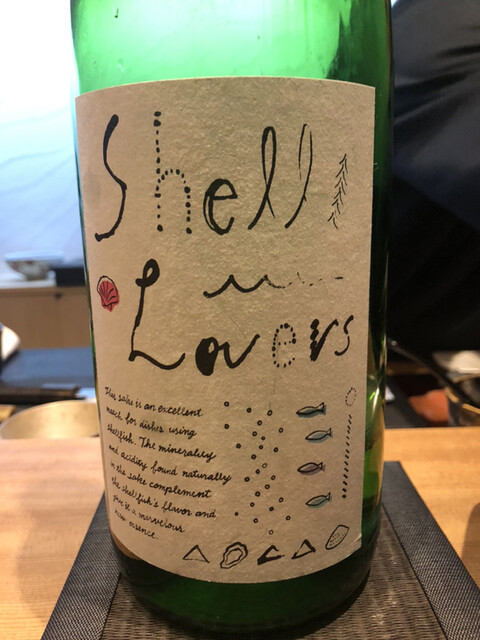 Shell
Lovers
This sake is an excellent
match for dishes using
shellfish. The minerality
and acidity found naturally
in the sake complement
the shellfish's flavor and
give it a marvelous
new essence.